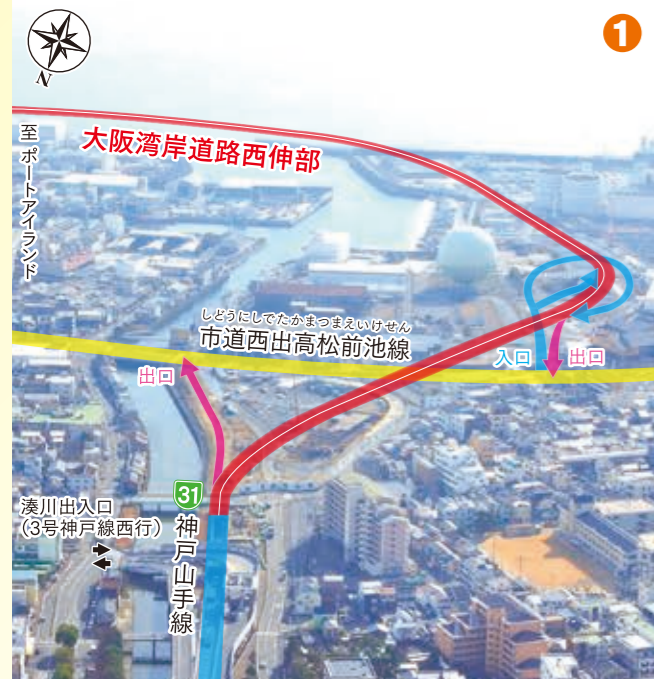 1
N
大阪湾岸道路西伸部
至 ポートアイランド
しどうにしでたかまつまえいけせん
市道西出高松前池線
入口
出口
出口
31
神戸山手線
湊川出入口
(3号神戸線西行)